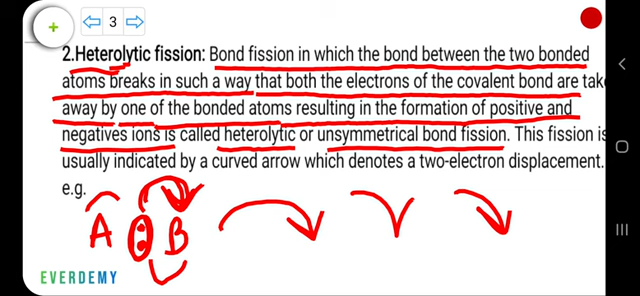 3
2.Heterolytic fission: Bond fission in which the bond between the two bonded
atoms breaks in such a way that both the electrons of the covalent bond are take
away by one of the bonded atoms resulting in the formation of positive and
negatives ions is called heterolytic or unsymmetrical bond fission. This fission is
usually indicated by a curved arrow which denotes a two-electron displacement.
e.g.
A : B
EVERDEMY